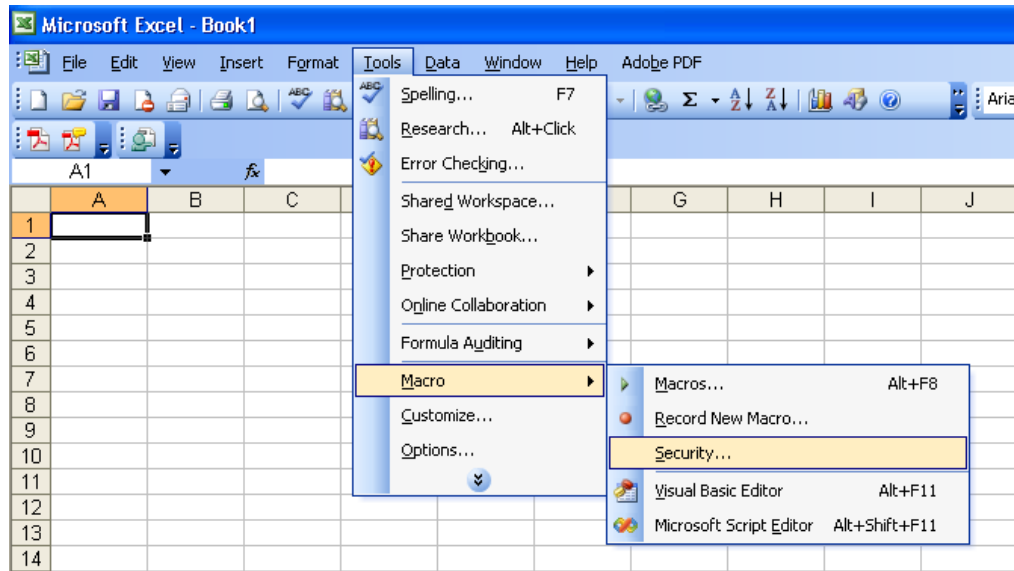 Microsoft Excel - Book1
File Edit View Insert Format Tools Data Window Help Adobe PDF
ABC Σ A Z Z A Aria
A1 fx
A B C G H I J
1
2
3
4
5
6
7
8
9
10
11
12
13
14
ABC Spelling... F7
Research... Alt+Click
Error Checking...
Shared Workspace...
Share Workbook...
Protection
Online Collaboration
Formula Auditing
Macro
Customize...
Options...
Macros... Alt+F8
Record New Macro...
Security...
Visual Basic Editor Alt+F11
Microsoft Script Editor Alt+Shift+F11